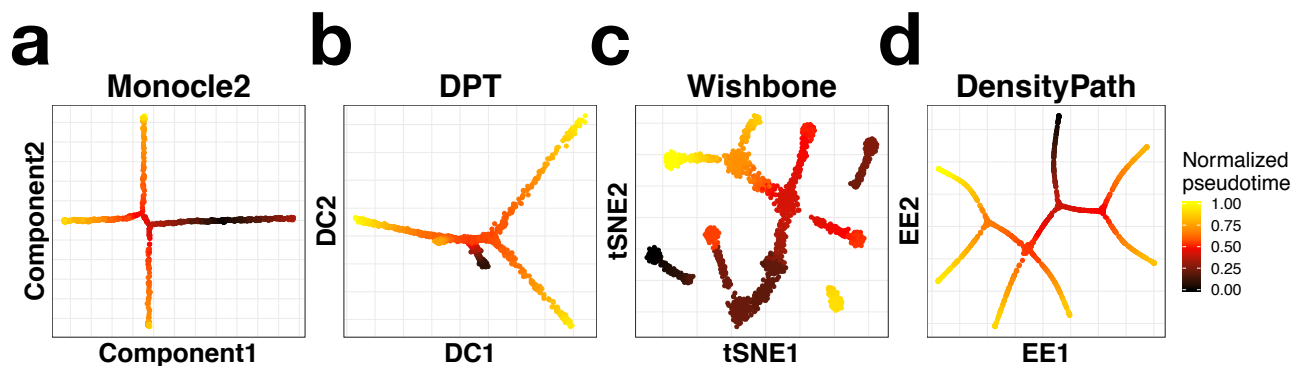 a
Monocle2
Component2
Component1
b
DPT
DC2
DC1
c
Wishbone
tSNE2
tSNE1
d
DensityPath
EE2
EE1
Normalized
pseudotime
1.00
0.75
0.50
0.25
0.00